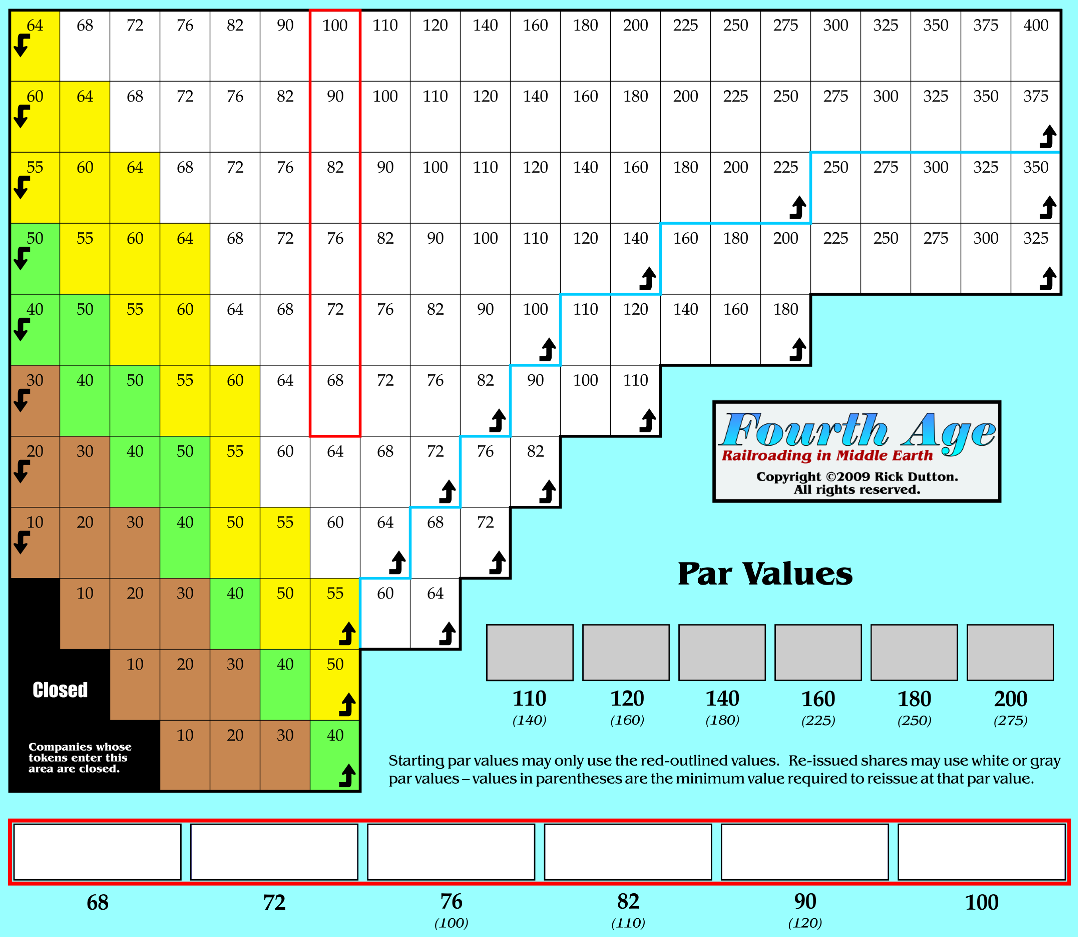 64 68 72 76 82 90 100 110 120 140 160 180 200 225 250 275 300 325 350 375 400
60 64 68 72 76 82 90 100 110 120 140 160 180 200 225 250 275 300 325 350 375
55 60 64 68 72 76 82 90 100 110 120 140 160 180 200 225 250 275 300 325 350
50 55 60 64 68 72 76 82 90 100 110 120 140 160 180 200 225 250 275 300 325
40 50 55 60 64 68 72 76 82 90 100 110 120 140 160 180
30 40 50 55 60 64 68 72 76 82 90 100 110
20 30 40 50 55 60 64 68 72 76 82
10 20 30 40 50 55 60 64 68 72
10 20 30 40 50 55 60 64
10 20 30 40 50
10 20 30 40
Closed
Companies whose
tokens enter this
area are closed.
Fourth Age
Railroading in Middle Earth
Copyright ©2009 Rick Dutton.
All rights reserved.
Par Values
110 120 140 160 180 200
(140) (160) (180) (225) (250) (275)
Starting par values may only use the red-outlined values. Re-issued shares may use white or gray
par values – values in parentheses are the minimum value required to reissue at that par value.
68 72 76 82 90 100
(100) (110) (120)